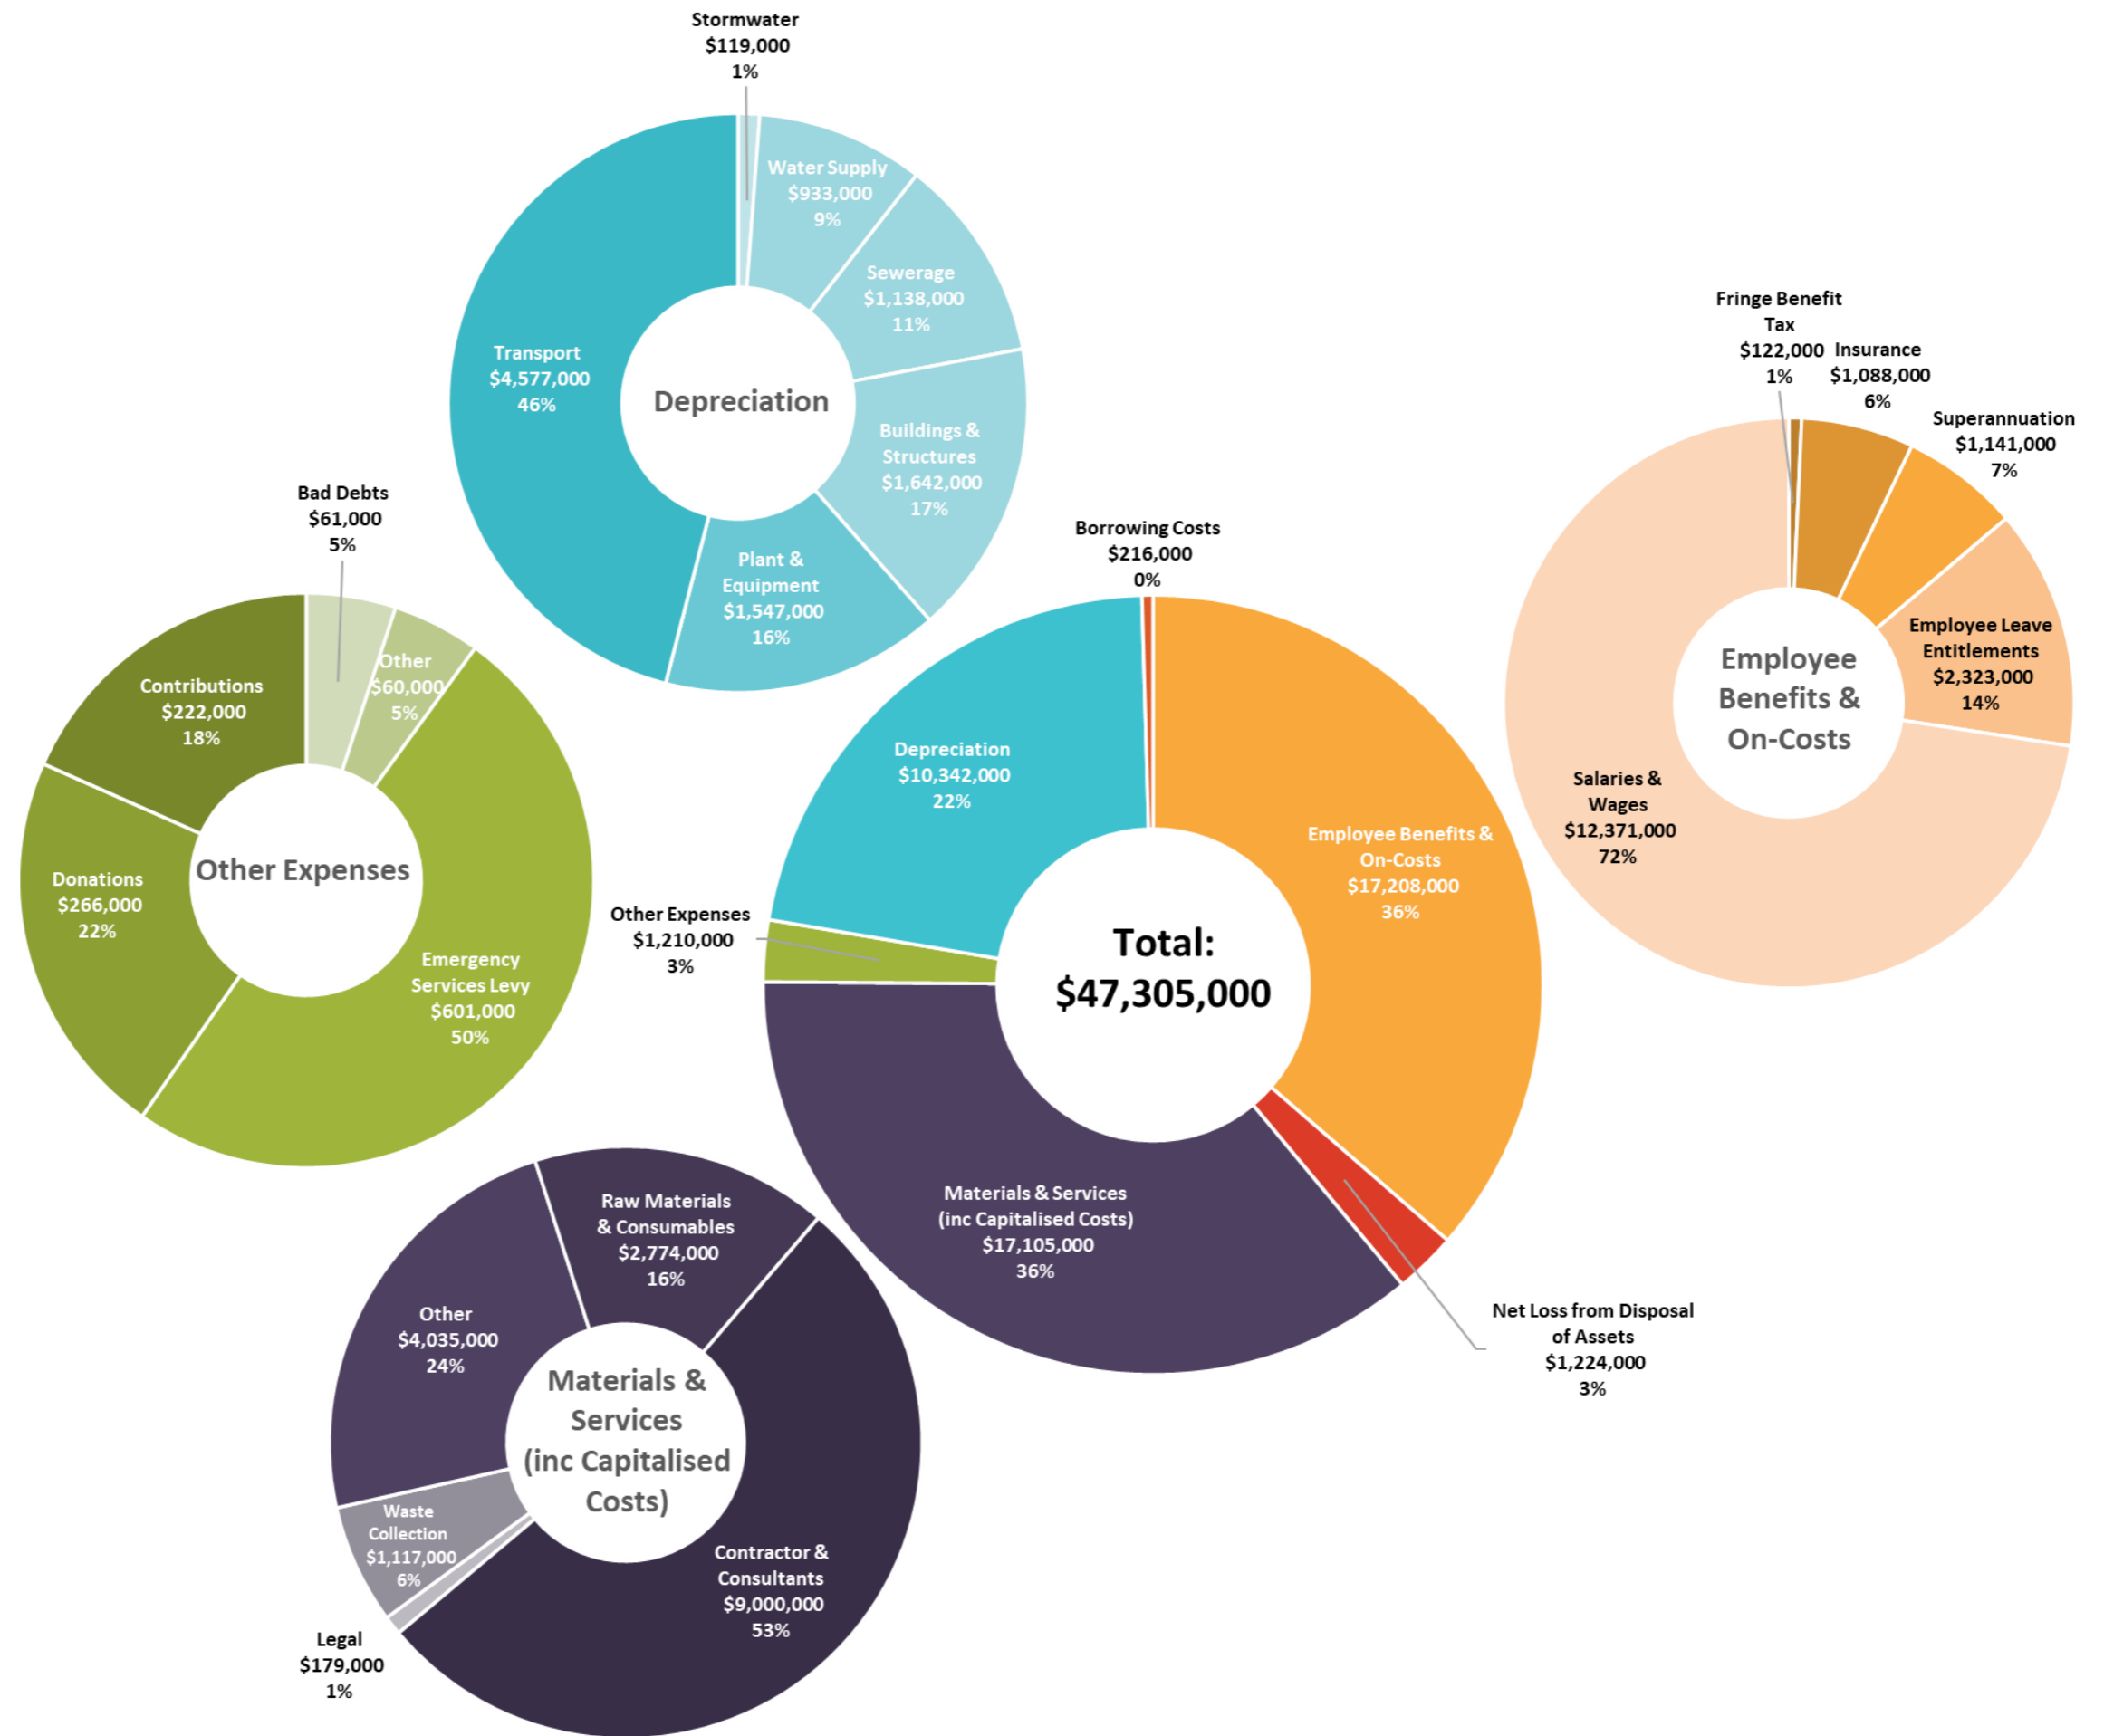 Stormwater
$119,000
1%
Water Supply
$933,000
9%
Sewerage
$1,138,000
11%
Buildings &
Structures
$1,642,000
17%
Plant &
Equipment
$1,547,000
16%
Transport
$4,577,000
46%
Depreciation
Fringe Benefit
Tax
$122,000
1%
Insurance
$1,088,000
6%
Superannuation
$1,141,000
7%
Employee Leave
Entitlements
$2,323,000
14%
Salaries &
Wages
$12,371,000
72%
Employee
Benefits &
On-Costs
Bad Debts
$61,000
5%
Other
$60,000
5%
Emergency
Services Levy
$601,000
50%
Donations
$266,000
22%
Contributions
$222,000
18%
Other Expenses
Borrowing Costs
$216,000
0%
Employee Benefits &
On-Costs
$17,208,000
36%
Net Loss from Disposal
of Assets
$1,224,000
3%
Materials & Services
(inc Capitalised Costs)
$17,105,000
36%
Other Expenses
$1,210,000
3%
Depreciation
$10,342,000
22%
Total:
$47,305,000
Raw Materials
& Consumables
$2,774,000
16%
Contractor &
Consultants
$9,000,000
53%
Legal
$179,000
1%
Waste
Collection
$1,117,000
6%
Other
$4,035,000
24%
Materials &
Services
(inc Capitalised
Costs)